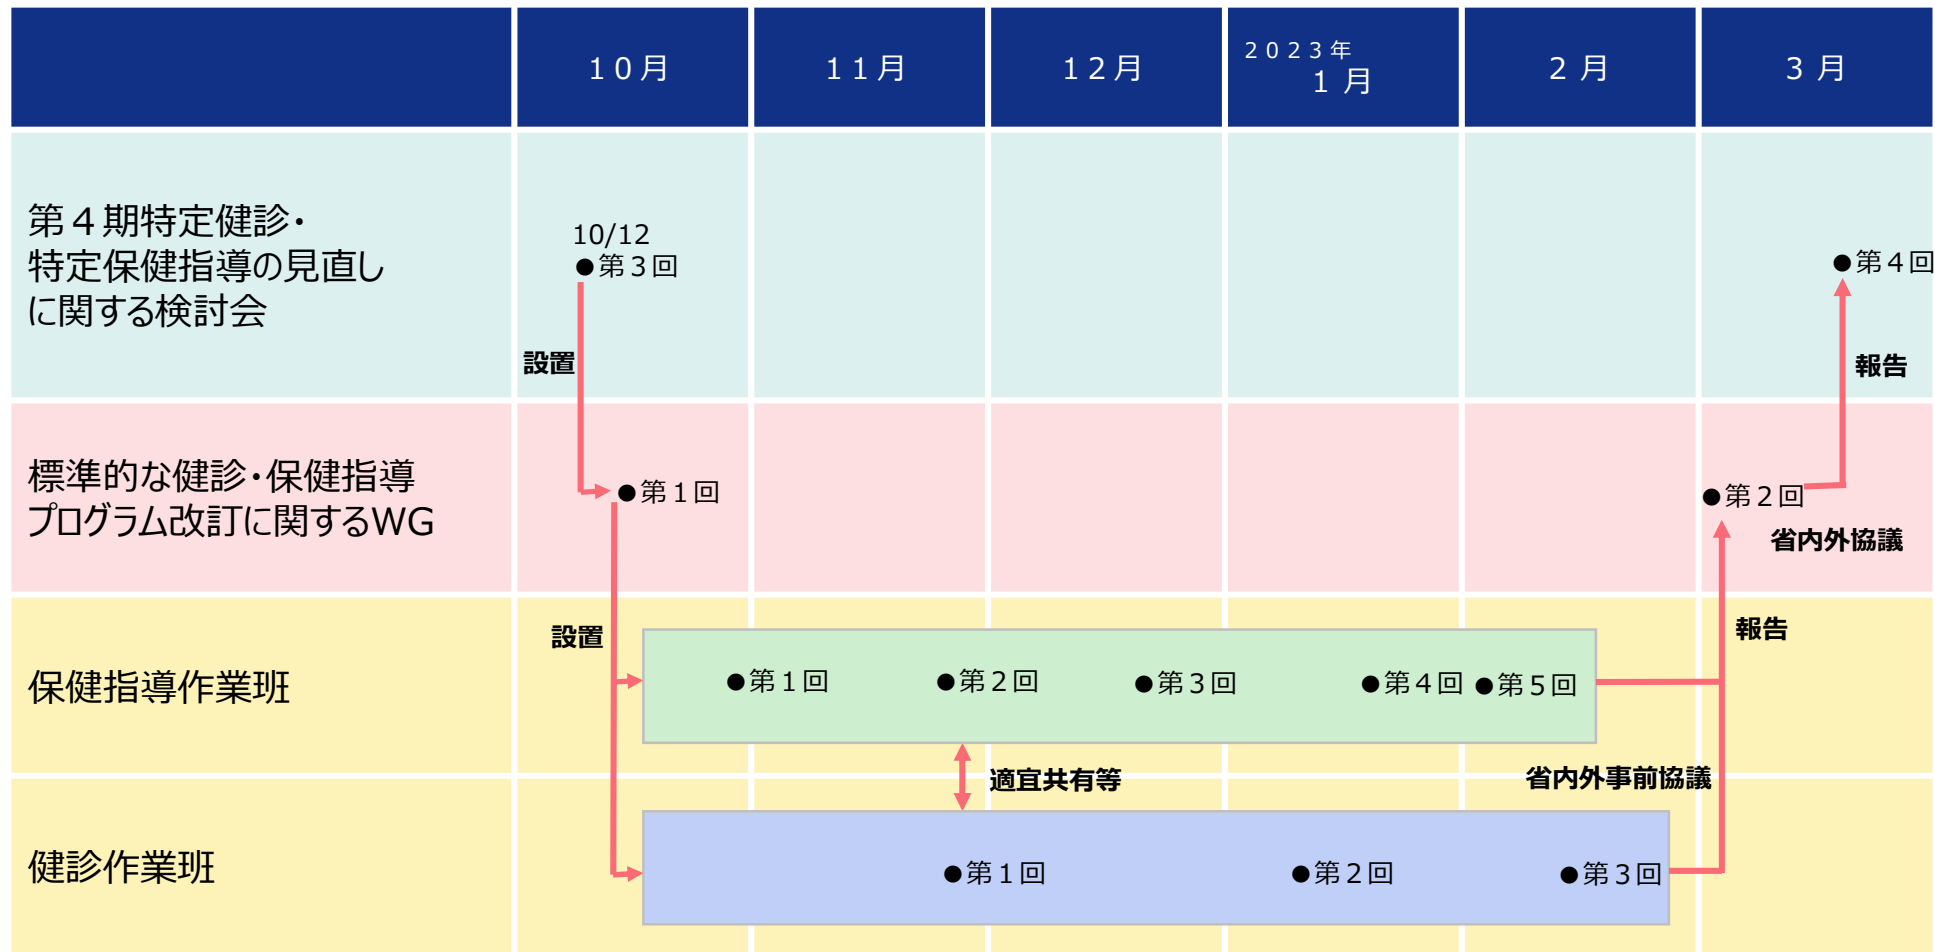 １０月
１１月
１２月
２０２３年
１月
２月
３月
第４期特定健診・
特定保健指導の見直し
に関する検討会
10/12
●第３回
●第４回
設置
報告
標準的な健診・保健指導
プログラム改訂に関するWG
●第１回
●第２回
省内外協議
設置
報告
保健指導作業班
●第１回
●第２回
●第３回
●第４回
●第５回
適宜共有等
省内外事前協議
健診作業班
●第１回
●第２回
●第３回